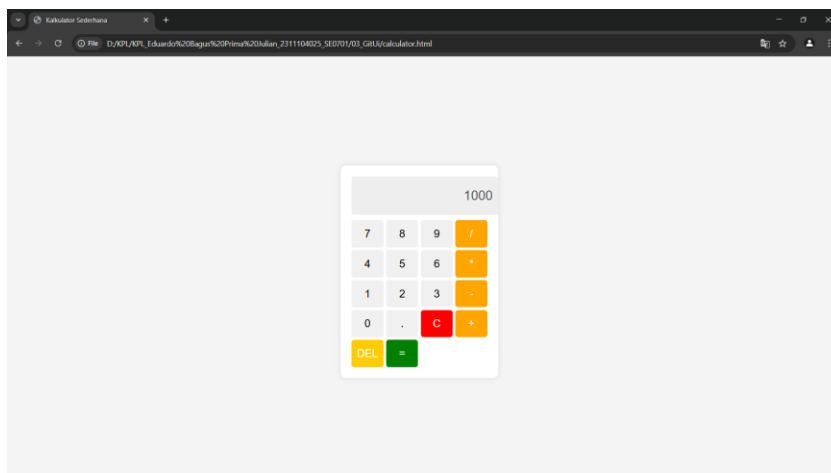 Kalkulator Sederhana
File D:/KPL/KPL_Eduardo%20Bagus%20Prima%20Julian_2311104025_SE0701/03_GitUi/calculator.html
1000
7 8 9 /
4 5 6 *
1 2 3 -
0 . C +
DEL =